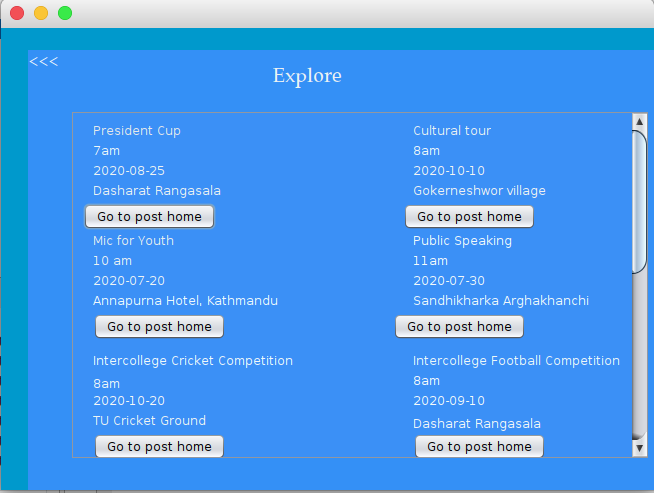 <<<
Explore
President Cup
7am
2020-08-25
Dasharat Rangasala
Go to post home
Cultural tour
8am
2020-10-10
Gokerneshwor village
Go to post home
Mic for Youth
10 am
2020-07-20
Annapurna Hotel, Kathmandu
Go to post home
Public Speaking
11am
2020-07-30
Sandhikharka Arghakhanchi
Go to post home
Intercollege Cricket Competition
8am
2020-10-20
TU Cricket Ground
Go to post home
Intercollege Football Competition
8am
2020-09-10
Dasharat Rangasala
Go to post home